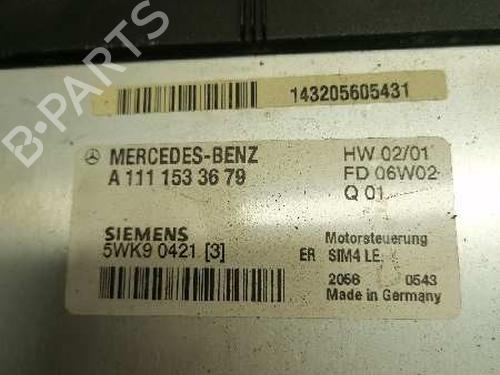 143205605431
MERCEDES-BENZ HW 02/01
A 111 153 36 79 FD 06W02
Q 01
SIEMENS Motorsteuerung
5WK9 0421 [3] ER SIM4 LE
2056 0543
Made in Germany
B-PARTS